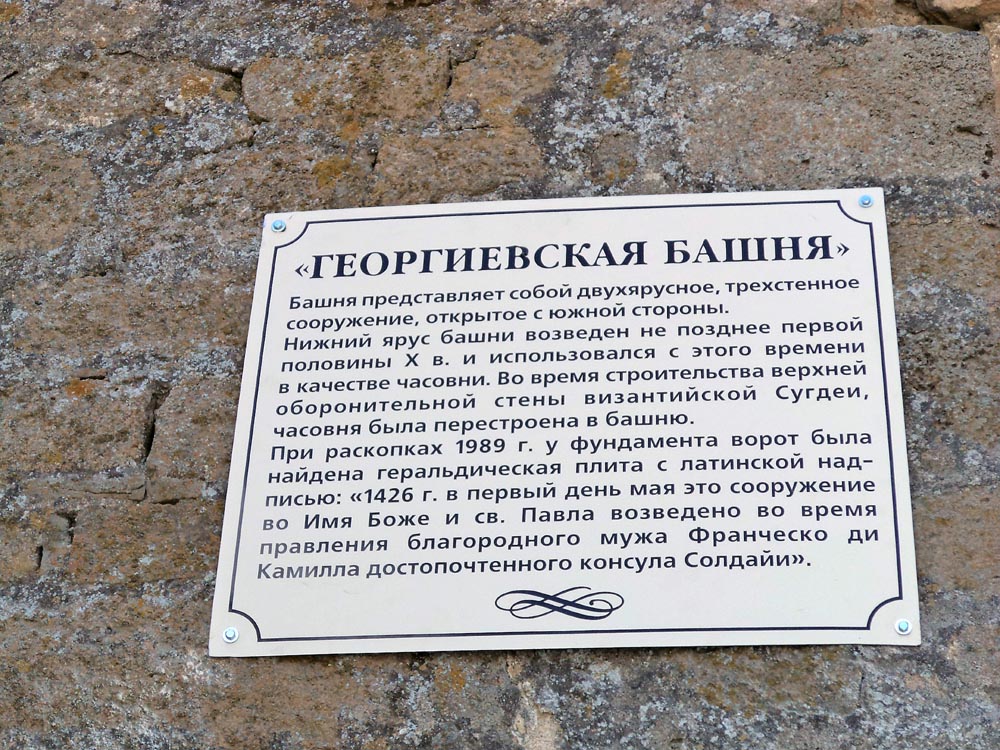 «ГЕОРГИЕВСКАЯ БАШНЯ»
Башня представляет собой двухярусное, трехстенное
сооружение, открытое с южной стороны.
Нижний ярус башни возведен не позднее первой
половины X в. и использовался с этого времени
в качестве часовни. Во время строительства верхней
оборонительной стены византийской Сугдеи,
часовня была перестроена в башню.
При раскопках 1989 г. у фундамента ворот была
найдена геральдическая плита с латинской над-
писью: «1426 г. в первый день мая это сооружение
во Имя Боже и св. Павла возведено во время
правления благородного мужа Франческо ди
Камилла достопочтенного консула Солдайи».